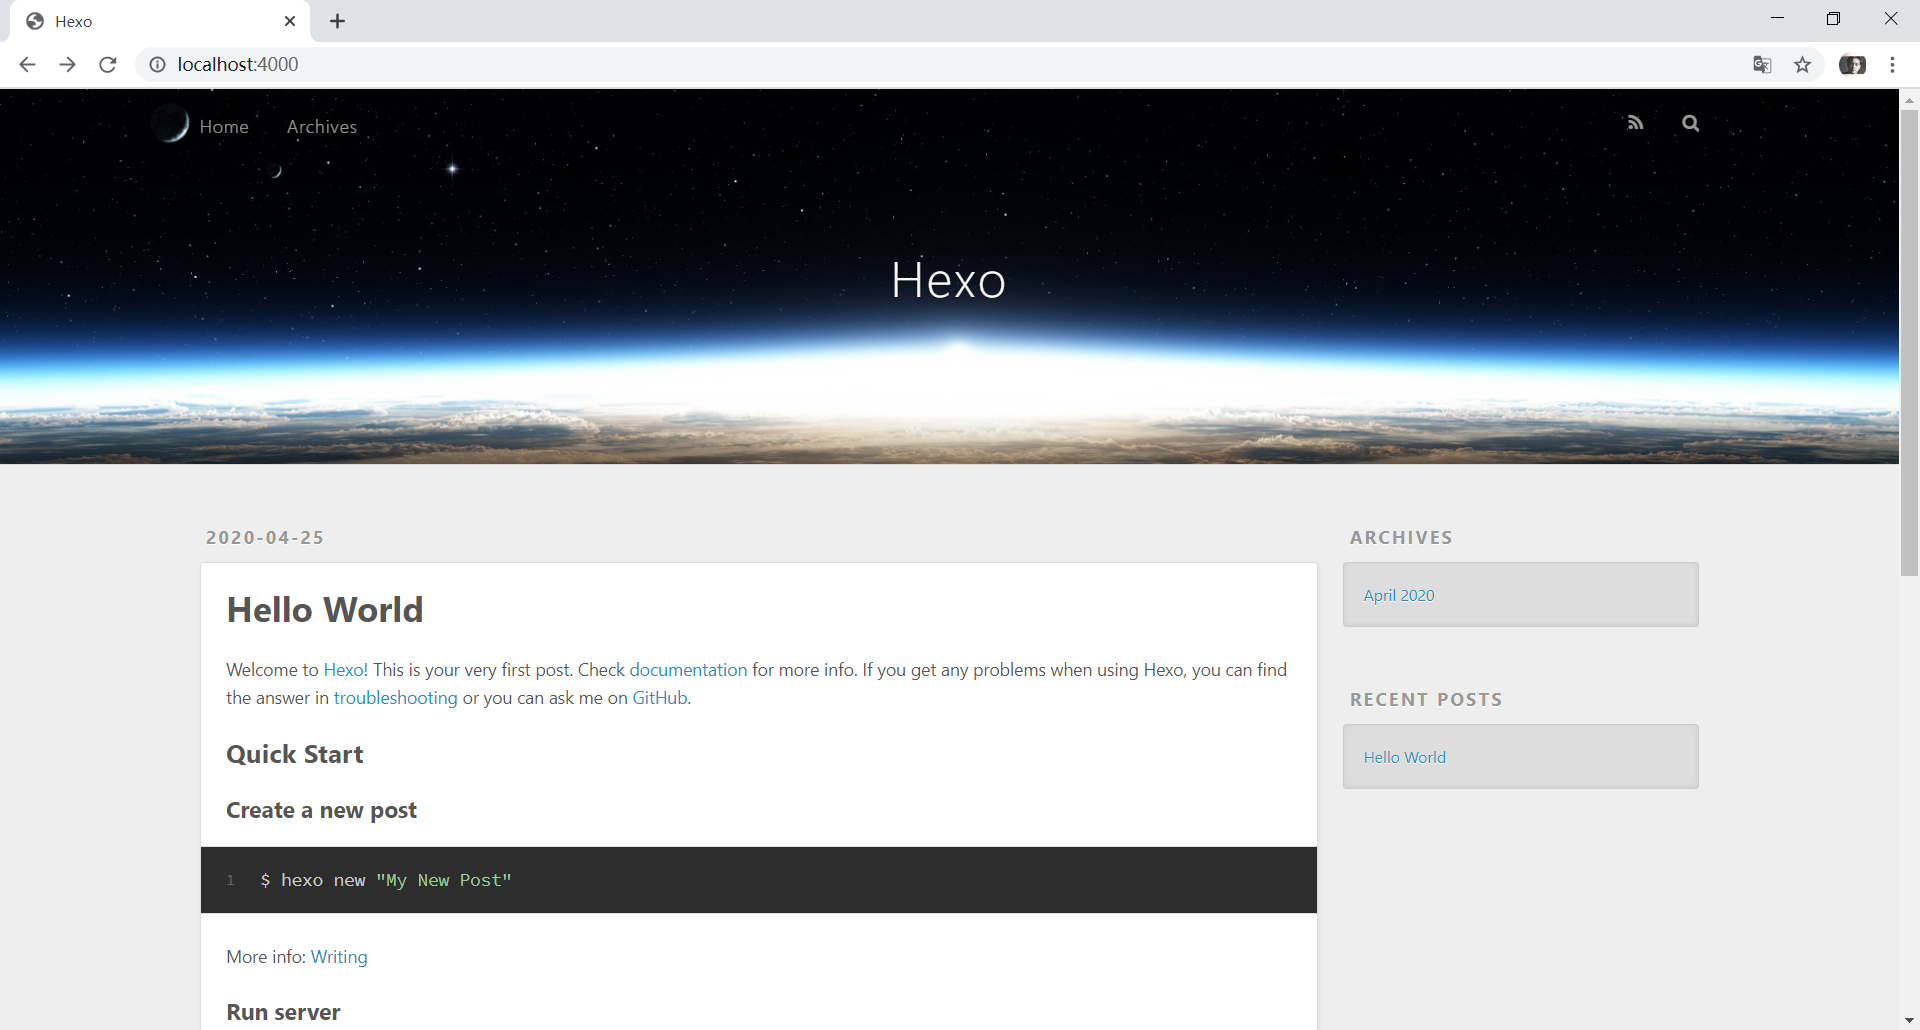 Hexo
localhost:4000
Home Archives
Hexo
2020-04-25
Hello World
Welcome to Hexo! This is your very first post. Check documentation for more info. If you get any problems when using Hexo, you can find
the answer in troubleshooting or you can ask me on GitHub.
Quick Start
Create a new post
1 $ hexo new "My New Post"
More info: Writing
Run server
ARCHIVES
April 2020
RECENT POSTS
Hello World